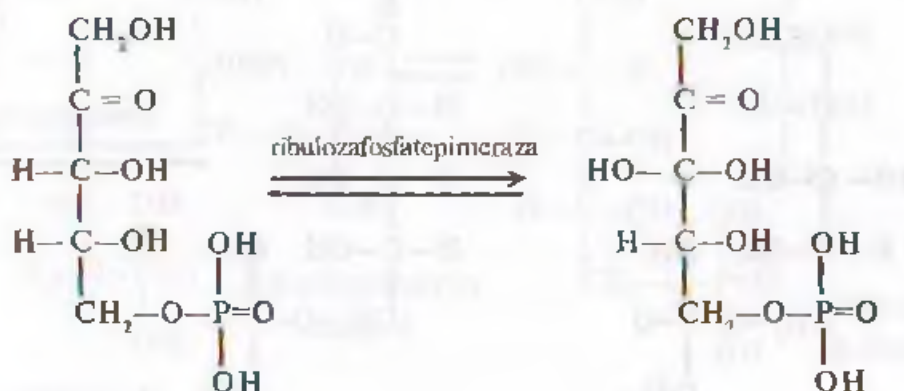 CH₂OH CH₂OH
C = O C = O
H—C—OH ribulozafosfatepimeraza HO—C—OH
H—C—OH OH H—C—OH OH
CH₂—O—P=O CH₂—O—P=O
OH OH